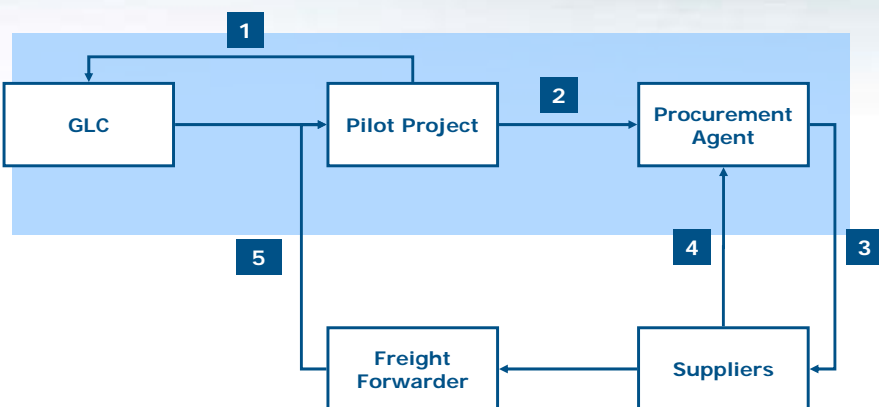 1
2
GLC
Pilot Project
Procurement
Agent
5
4
3
Freight
Forwarder
Suppliers